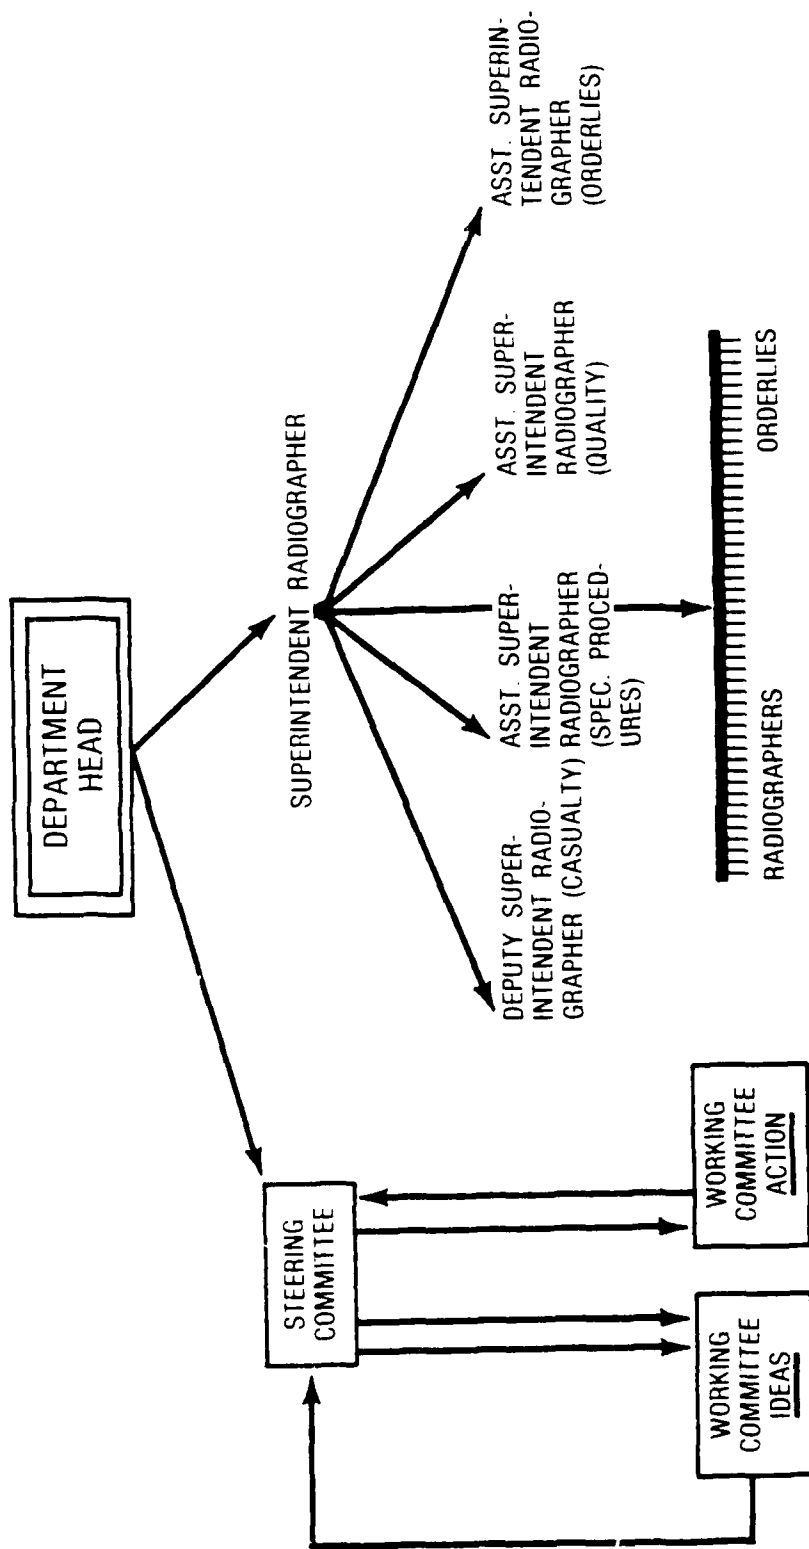 DEPARTMENT
HEAD
STEERING
COMMITTEE
SUPERINTENDENT RADIOGRAPHER
WORKING
COMMITTEE
IDEAS
WORKING
COMMITTEE
ACTION
DEPUTY SUPER-
INTENDENT RADIO-
GRAPHER (CASUALTY)
ASST. SUPER-
INTENDENT
RADIOGRAPHER
(SPEC. PROCED-
URES)
ASST. SUPER-
INTENDENT
RADIOGRAPHER
(QUALITY)
ASST. SUPERIN-
TENDENT RADIO-
GRAPHER
(ORDERLIES)
RADIOGRAPHERS
ORDERLIES